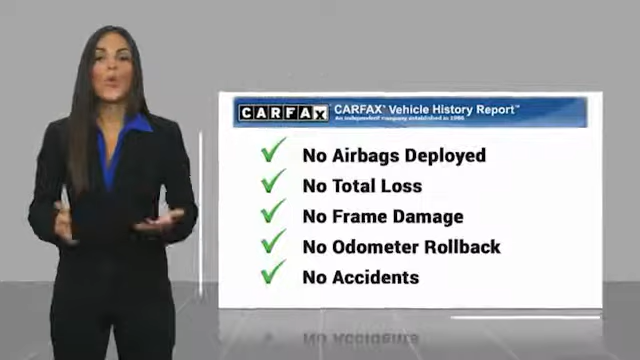 CARFAX CARFAX Vehicle History Report™
An independent company established in 1986
No Airbags Deployed
No Total Loss
No Frame Damage
No Odometer Rollback
No Accidents